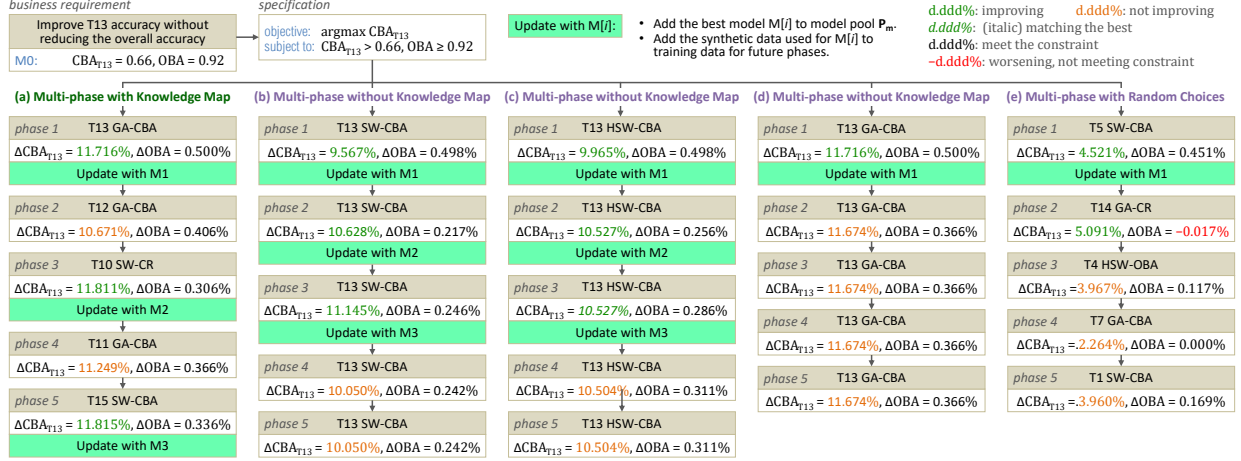 business requirement
Improve T13 accuracy without
reducing the overall accuracy
M0: CBA_T13 = 0.66, OBA = 0.92
specification
objective: argmax CBA_T13
subject to: CBA_T13 > 0.66, OBA ≥ 0.92
Update with M[i]:
• Add the best model M[i] to model pool P_m.
• Add the synthetic data used for M[i] to
training data for future phases.
d.ddd%: improving d.ddd%: not improving
d.ddd%: (italic) matching the best
d.ddd%: meet the constraint
−d.ddd%: worsening, not meeting constraint
(a) Multi-phase with Knowledge Map
phase 1 T13 GA-CBA
ΔCBA_T13 = 11.716%, ΔOBA = 0.500%
Update with M1
phase 2 T12 GA-CBA
ΔCBA_T13 = 10.671%, ΔOBA = 0.406%
phase 3 T10 SW-CR
ΔCBA_T13 = 11.811%, ΔOBA = 0.306%
Update with M2
phase 4 T11 GA-CBA
ΔCBA_T13 = 11.249%, ΔOBA = 0.366%
phase 5 T15 SW-CBA
ΔCBA_T13 = 11.815%, ΔOBA = 0.336%
Update with M3
(b) Multi-phase without Knowledge Map
phase 1 T13 SW-CBA
ΔCBA_T13 = 9.567%, ΔOBA = 0.498%
Update with M1
phase 2 T13 SW-CBA
ΔCBA_T13 = 10.628%, ΔOBA = 0.217%
Update with M2
phase 3 T13 SW-CBA
ΔCBA_T13 = 11.145%, ΔOBA = 0.246%
Update with M3
phase 4 T13 SW-CBA
ΔCBA_T13 = 10.050%, ΔOBA = 0.242%
phase 5 T13 SW-CBA
ΔCBA_T13 = 10.050%, ΔOBA = 0.242%
(c) Multi-phase without Knowledge Map
phase 1 T13 HSW-CBA
ΔCBA_T13 = 9.965%, ΔOBA = 0.498%
Update with M1
phase 2 T13 HSW-CBA
ΔCBA_T13 = 10.527%, ΔOBA = 0.256%
Update with M2
phase 3 T13 HSW-CBA
ΔCBA_T13 = 10.527%, ΔOBA = 0.286%
Update with M3
phase 4 T13 HSW-CBA
ΔCBA_T13 = 10.504%, ΔOBA = 0.311%
phase 5 T13 HSW-CBA
ΔCBA_T13 = 10.504%, ΔOBA = 0.311%
(d) Multi-phase without Knowledge Map
phase 1 T13 GA-CBA
ΔCBA_T13 = 11.716%, ΔOBA = 0.500%
Update with M1
phase 2 T13 GA-CBA
ΔCBA_T13 = 11.674%, ΔOBA = 0.366%
phase 3 T13 GA-CBA
ΔCBA_T13 = 11.674%, ΔOBA = 0.366%
phase 4 T13 GA-CBA
ΔCBA_T13 = 11.674%, ΔOBA = 0.366%
phase 5 T13 GA-CBA
ΔCBA_T13 = 11.674%, ΔOBA = 0.366%
(e) Multi-phase with Random Choices
phase 1 T5 SW-CBA
ΔCBA_T13 = 4.521%, ΔOBA = 0.451%
Update with M1
phase 2 T14 GA-CR
ΔCBA_T13 = 5.091%, ΔOBA = −0.017%
phase 3 T4 HSW-OBA
ΔCBA_T13 =3.967%, ΔOBA = 0.117%
phase 4 T7 GA-CBA
ΔCBA_T13 =.2.264%, ΔOBA = 0.000%
phase 5 T1 SW-CBA
ΔCBA_T13 =.3.960%, ΔOBA = 0.169%